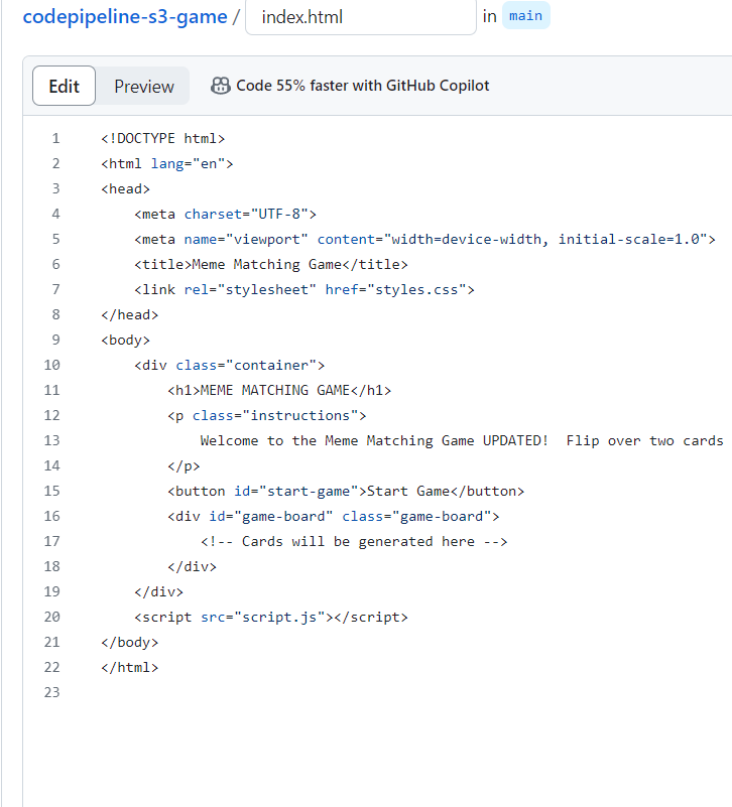 codepipeline-s3-game / index.html in main
Edit Preview Code 55% faster with GitHub Copilot
1 <!DOCTYPE html>
2 <html lang="en">
3 <head>
4     <meta charset="UTF-8">
5     <meta name="viewport" content="width=device-width, initial-scale=1.0">
6     <title>Meme Matching Game</title>
7     <link rel="stylesheet" href="styles.css">
8 </head>
9 <body>
10     <div class="container">
11         <h1>MEME MATCHING GAME</h1>
12         <p class="instructions">
13             Welcome to the Meme Matching Game UPDATED!  Flip over two cards
14         </p>
15         <button id="start-game">Start Game</button>
16         <div id="game-board" class="game-board">
17             <!-- Cards will be generated here -->
18         </div>
19     </div>
20     <script src="script.js"></script>
21 </body>
22 </html>
23